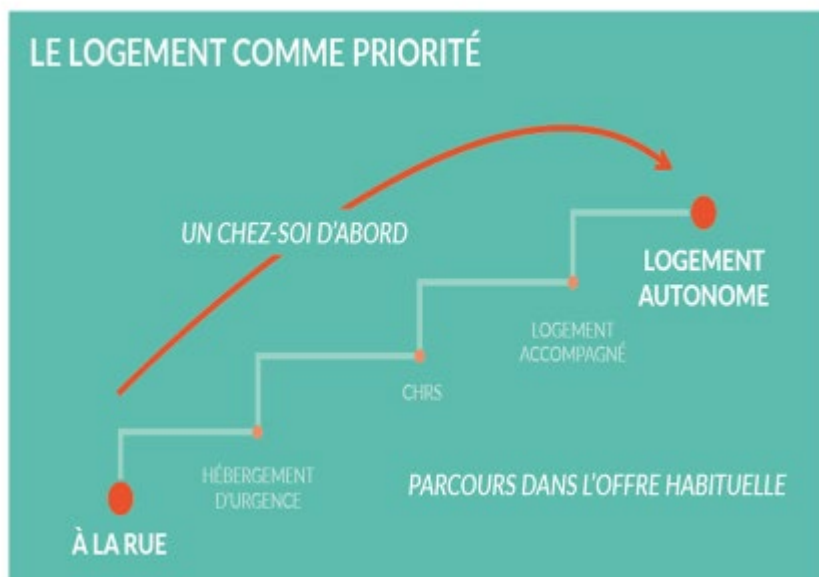 LE LOGEMENT COMME PRIORITÉ
UN CHEZ-SOI D'ABORD
LOGEMENT
AUTONOME
LOGEMENT
ACCOMPAGNÉ
CHRS
HÉBERGEMENT
D'URGENCE
PARCOURS DANS L'OFFRE HABITUELLE
À LA RUE